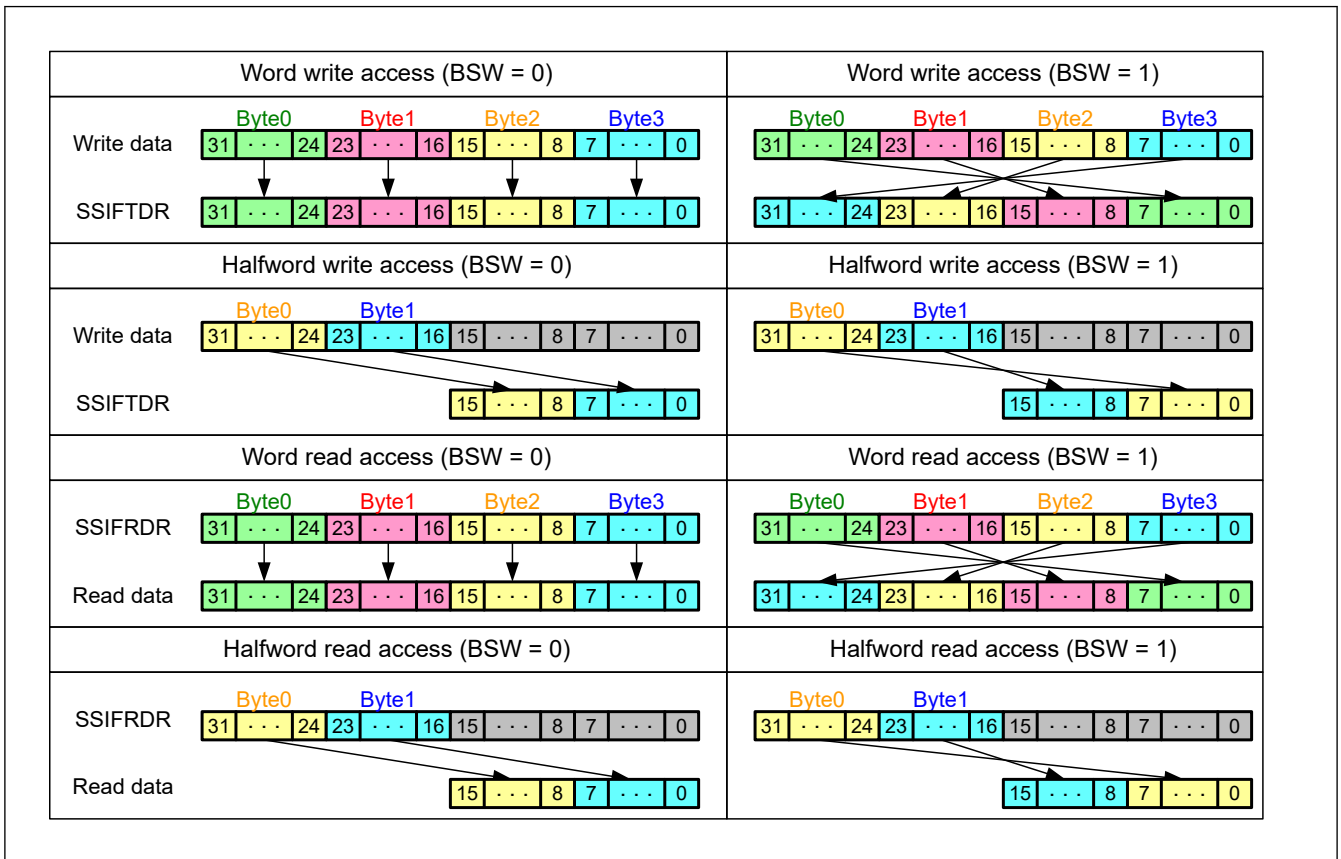 Word write access (BSW = 0) Word write access (BSW = 1)
Byte0 Byte1 Byte2 Byte3 Byte0 Byte1 Byte2 Byte3
Write data 31 · · · 24 23 · · · 16 15 · · · 8 7 · · · 0 31 · · · 24 23 · · · 16 15 · · · 8 7 · · · 0
SSIFTDR 31 · · · 24 23 · · · 16 15 · · · 8 7 · · · 0 31 · · · 24 23 · · · 16 15 · · · 8 7 · · · 0
Halfword write access (BSW = 0) Halfword write access (BSW = 1)
Byte0 Byte1 Byte0 Byte1
Write data 31 · · · 24 23 · · · 16 15 · · · 8 7 · · · 0 31 · · · 24 23 · · · 16 15 · · · 8 7 · · · 0
SSIFTDR 15 · · · 8 7 · · · 0 15 · · · 8 7 · · · 0
Word read access (BSW = 0) Word read access (BSW = 1)
Byte0 Byte1 Byte2 Byte3 Byte0 Byte1 Byte2 Byte3
SSIFRDR 31 · · · 24 23 · · · 16 15 · · · 8 7 · · · 0 31 · · · 24 23 · · · 16 15 · · · 8 7 · · · 0
Read data 31 · · · 24 23 · · · 16 15 · · · 8 7 · · · 0 31 · · · 24 23 · · · 16 15 · · · 8 7 · · · 0
Halfword read access (BSW = 0) Halfword read access (BSW = 1)
Byte0 Byte1 Byte0 Byte1
SSIFRDR 31 · · · 24 23 · · · 16 15 · · · 8 7 · · · 0 31 · · · 24 23 · · · 16 15 · · · 8 7 · · · 0
Read data 15 · · · 8 7 · · · 0 15 · · · 8 7 · · · 0